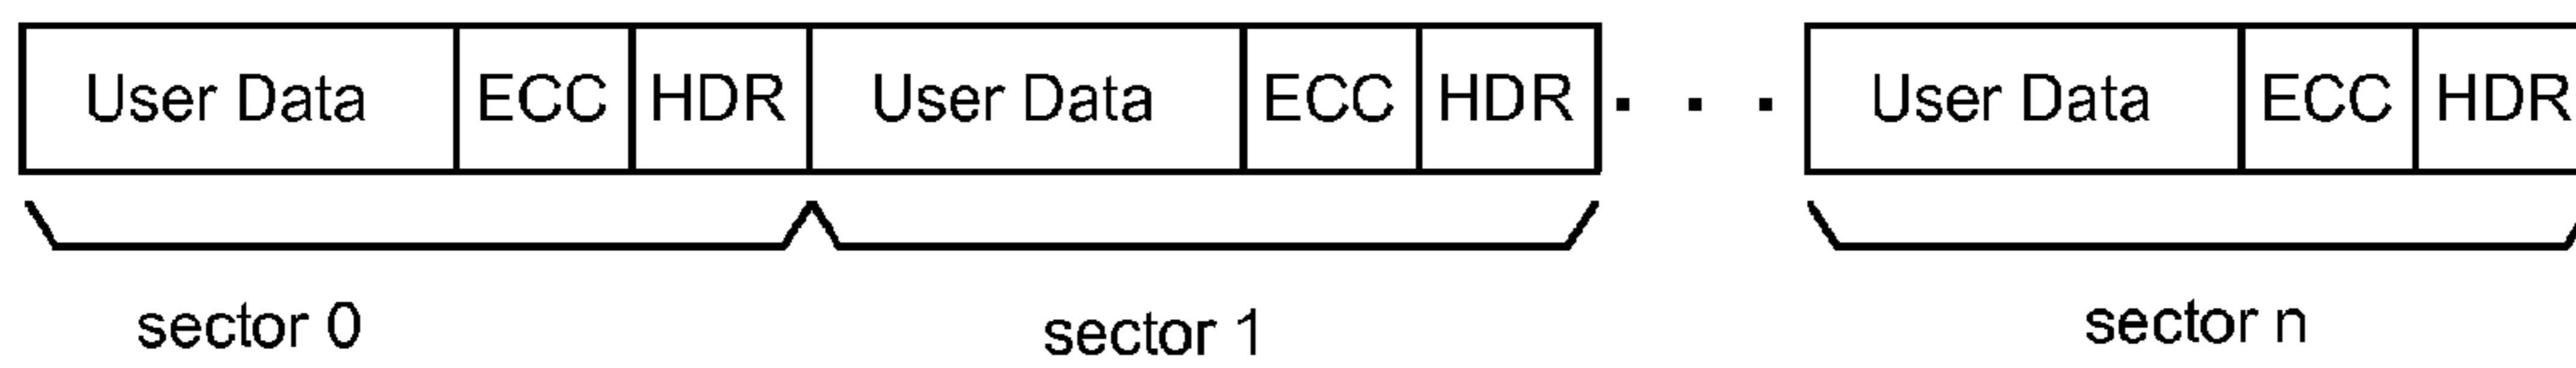 User Data ECC HDR User Data ECC HDR . . . User Data ECC HDR
sector 0 sector 1 sector n